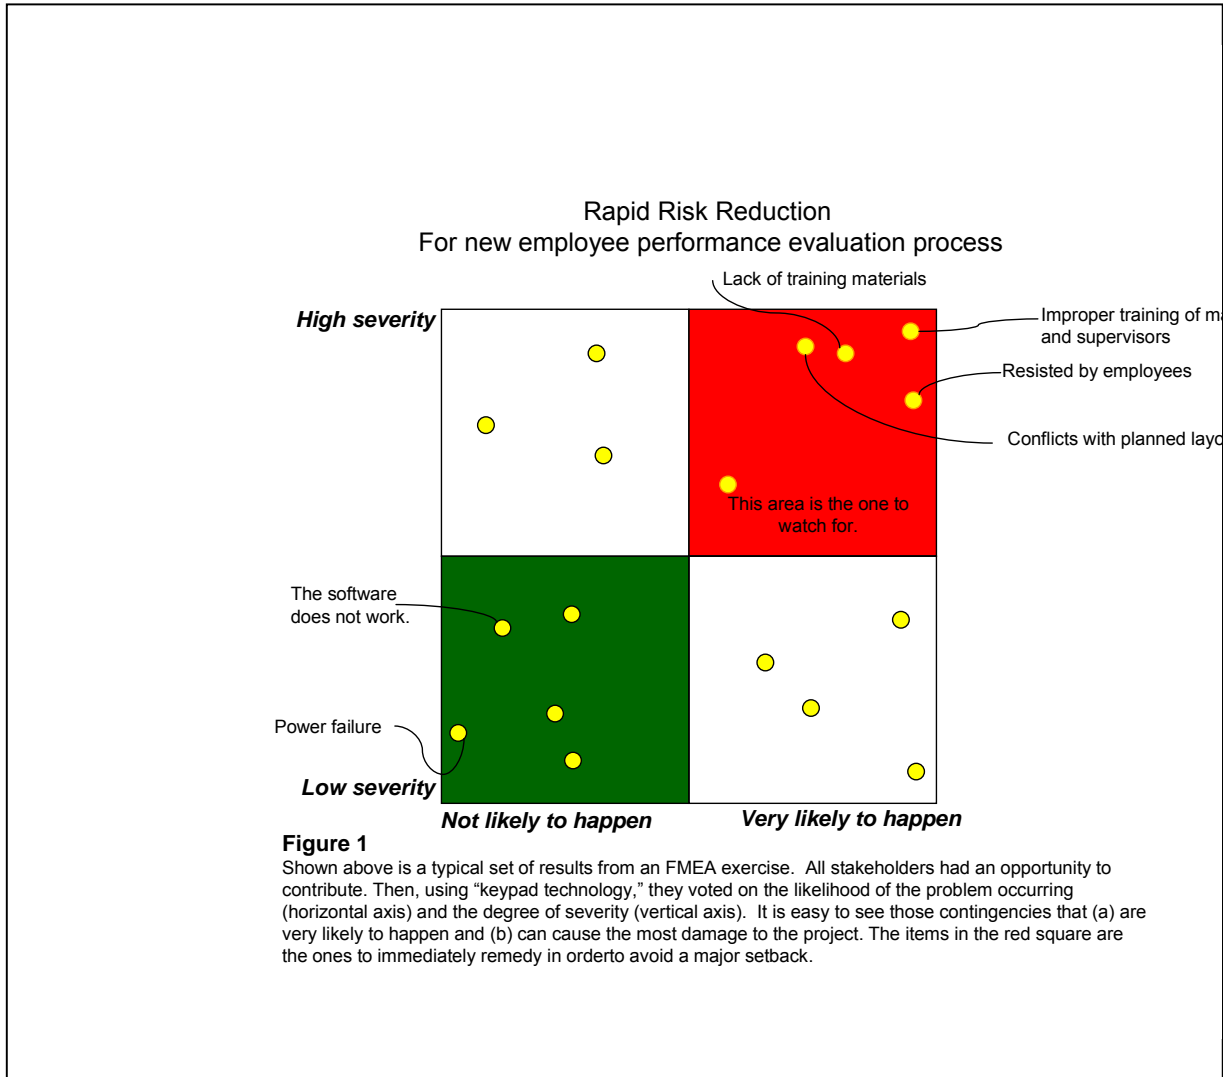 Rapid Risk Reduction
For new employee performance evaluation process
Lack of training materials
High severity
Improper training of
and supervisors
Resisted by employees
Conflicts with planned
This area is the one to
watch for.
The software
does not work.
Power failure
Low severity
Not likely to happen
Very likely to happen
Figure 1
Shown above is a typical set of results from an FMEA exercise.  All stakeholders had an opportunity to
contribute. Then, using “keypad technology,” they voted on the likelihood of the problem occurring
(horizontal axis) and the degree of severity (vertical axis).  It is easy to see those contingencies that (a) are
very likely to happen and (b) can cause the most damage to the project. The items in the red square are
the ones to immediately remedy in orderto avoid a major setback.